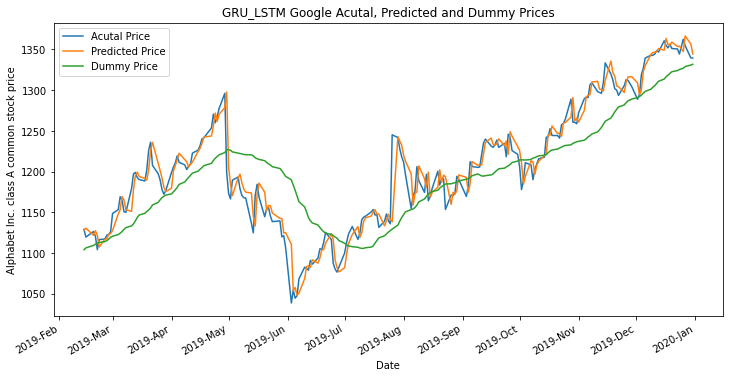 GRU_LSTM Google Acutal, Predicted and Dummy Prices
Acutal Price
Predicted Price
Dummy Price
Alphabet Inc. class A common stock price
1350
1300
1250
1200
1150
1100
1050
2019-Feb
2019-Mar
2019-Apr
2019-May
2019-Jun
2019-Jul
2019-Aug
2019-Sep
2019-Oct
2019-Nov
2019-Dec
2020-Jan
Date